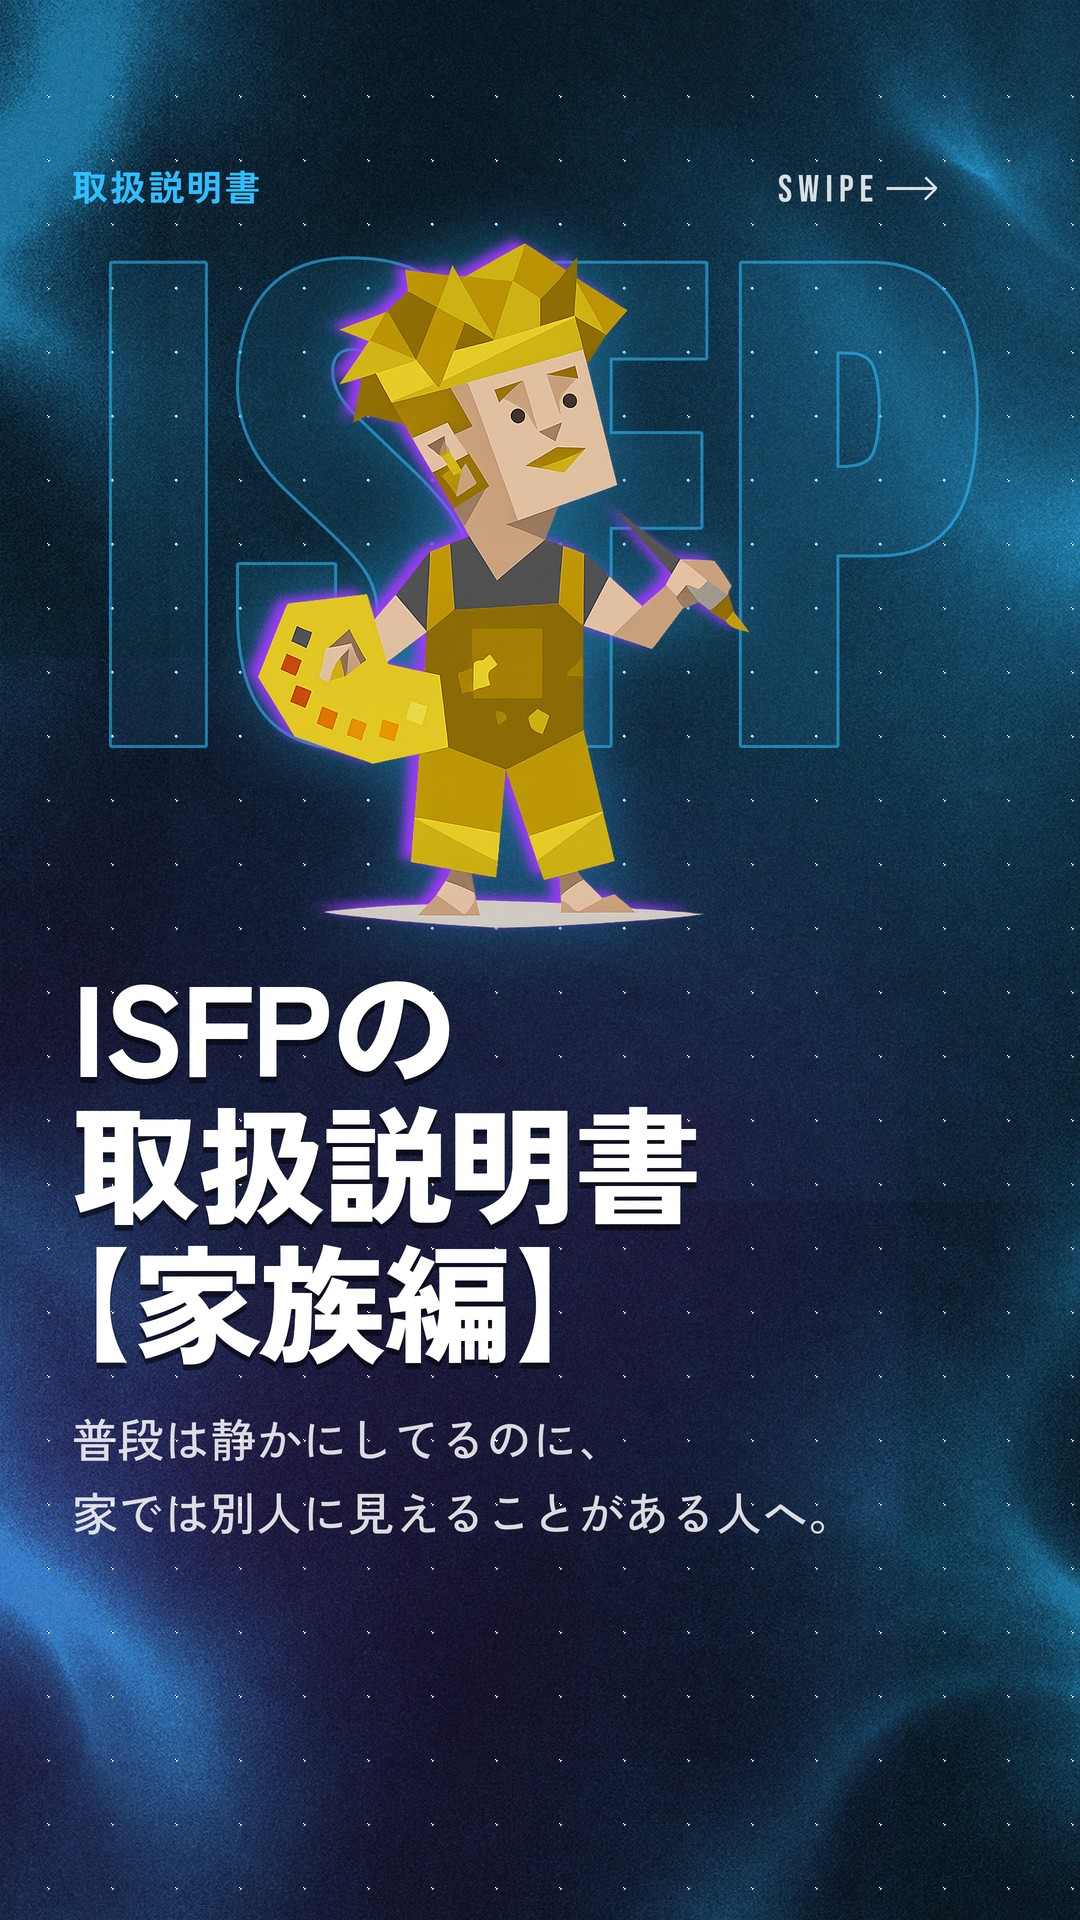 取扱説明書
SWIPE →
ISFP
ISFPの
取扱説明書
【家族編】
普段は静かにしてるのに、
家では別人に見えることがある人へ。